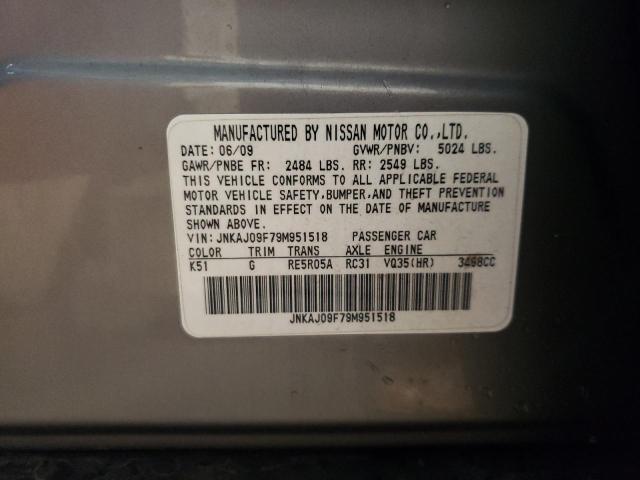 MANUFACTURED BY NISSAN MOTOR CO.,LTD.
DATE: 06/09 GVWR/PNBV: 5024 LBS.
GAWR/PNBE FR: 2484 LBS. RR: 2549 LBS.
THIS VEHICLE CONFORMS TO ALL APPLICABLE FEDERAL
MOTOR VEHICLE SAFETY,BUMPER,AND THEFT PREVENTION
STANDARDS IN EFFECT ON THE DATE OF MANUFACTURE
SHOWN ABOVE.
VIN: JNKAJ09F79M951518 PASSENGER CAR
COLOR TRIM TRANS AXLE ENGINE
K51 G RE5R05A RC31 VQ35(HR) 3498CC
JNKAJ09F79M951518